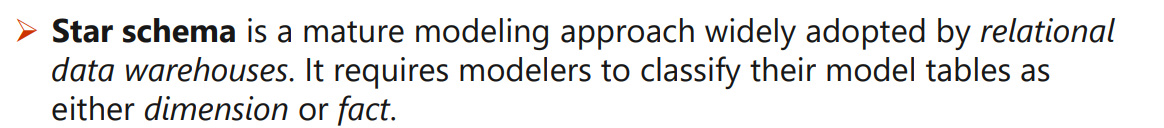 ➢ Star schema is a mature modeling approach widely adopted by relational
data warehouses. It requires modelers to classify their model tables as
either dimension or fact.